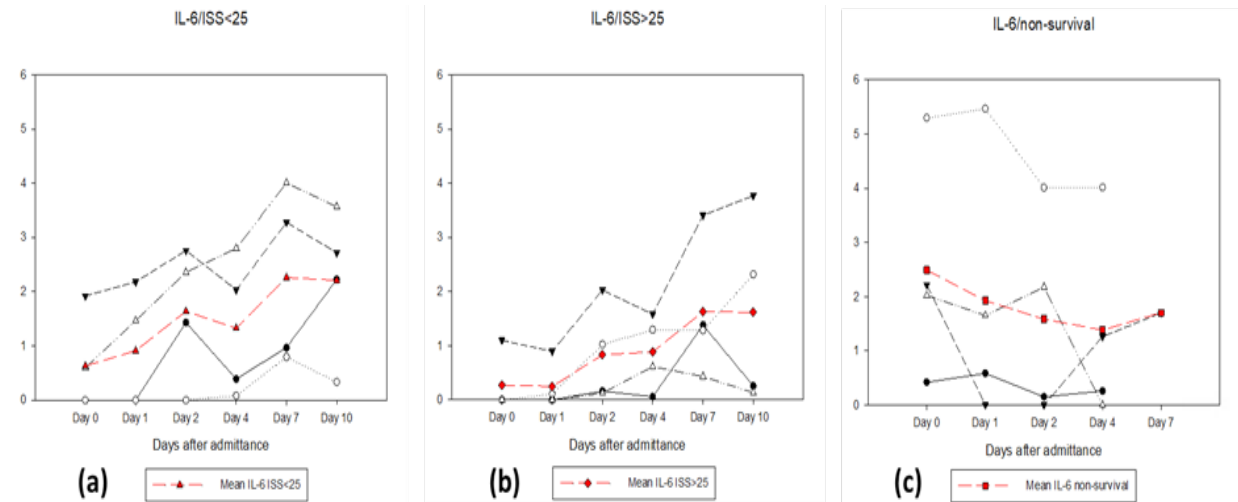 IL-6/ISS<25
6
5
4
3
2
1
0
Day 0 Day 1 Day 2 Day 4 Day 7 Day 10
Days after admittance
(a)
Mean IL-6 ISS<25
IL-6/ISS>25
6
5
4
3
2
1
0
Day 0 Day 1 Day 2 Day 4 Day 7 Day 10
Days after admittance
(b)
Mean IL-6 ISS>25
IL-6/non-survival
6
5
4
3
2
1
0
Day 0 Day 1 Day 2 Day 4 Day 7
Days after admittance
(c)
Mean IL-6 non-survival